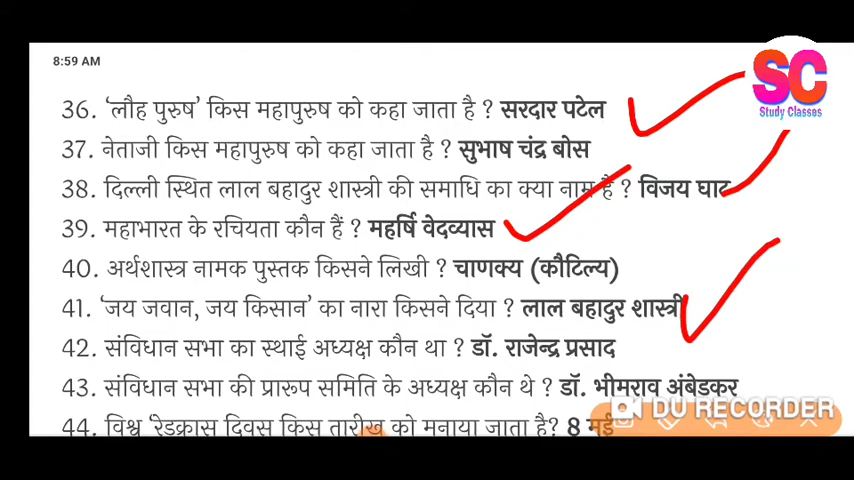 8:59 AM
SC
Study Classes
36. ‘लौह पुरुष’ किस महापुरुष को कहा जाता है ? सरदार पटेल
37. नेताजी किस महापुरुष को कहा जाता है ? सुभाष चंद्र बोस
38. दिल्ली स्थित लाल बहादुर शास्त्री की समाधि का क्या नाम है ? विजय घाट
39. महाभारत के रचियता कौन हैं ? महर्षि वेदव्यास
40. अर्थशास्त्र नामक पुस्तक किसने लिखी ? चाणक्य (कौटिल्य)
41. ‘जय जवान, जय किसान’ का नारा किसने दिया ? लाल बहादुर शास्त्री
42. संविधान सभा का स्थाई अध्यक्ष कौन था ? डॉ. राजेन्द्र प्रसाद
43. संविधान सभा की प्रारूप समिति के अध्यक्ष कौन थे ? डॉ. भीमराव अंबेडकर
DU RECORDER
44. विश्व ‘रेडक्रास दिवस किस तारीख को मनाया जाता है? 8 मई